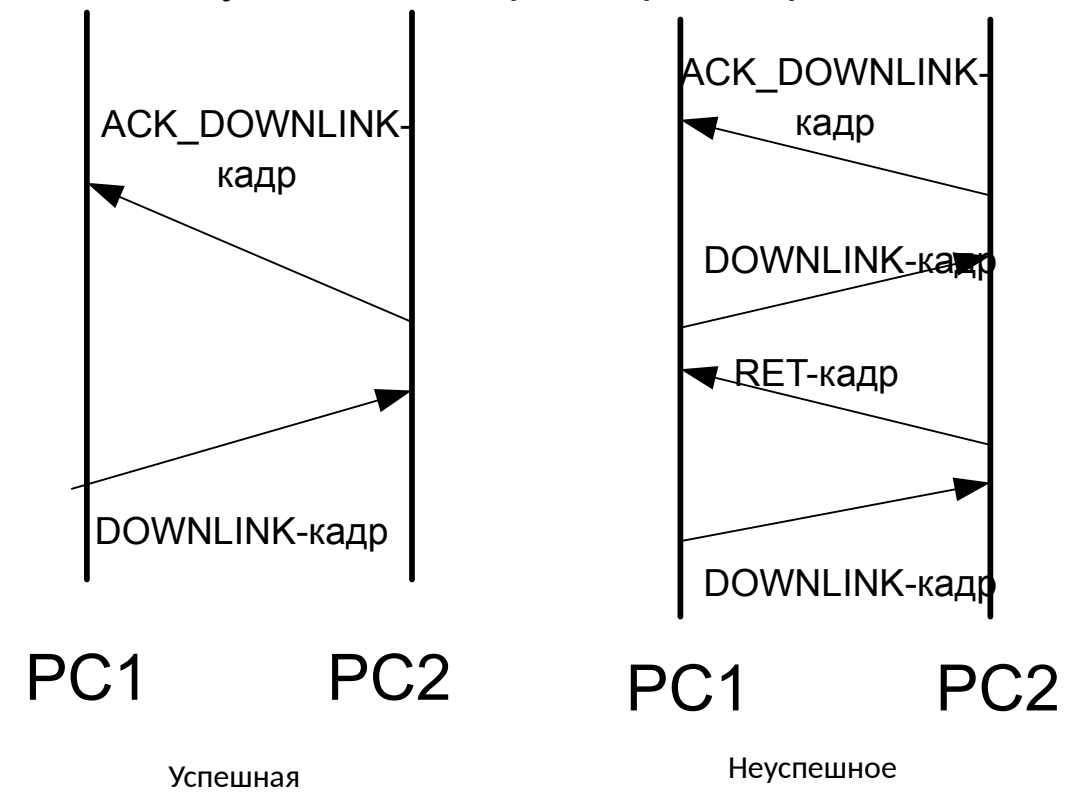 ACK_DOWNLINK-
кадр
DOWNLINK-кадр
PC1
PC2
Успешная
ACK_DOWNLINK-
кадр
DOWNLINK-кадр
RET-кадр
DOWNLINK-кадр
PC1
PC2
Неуспешное